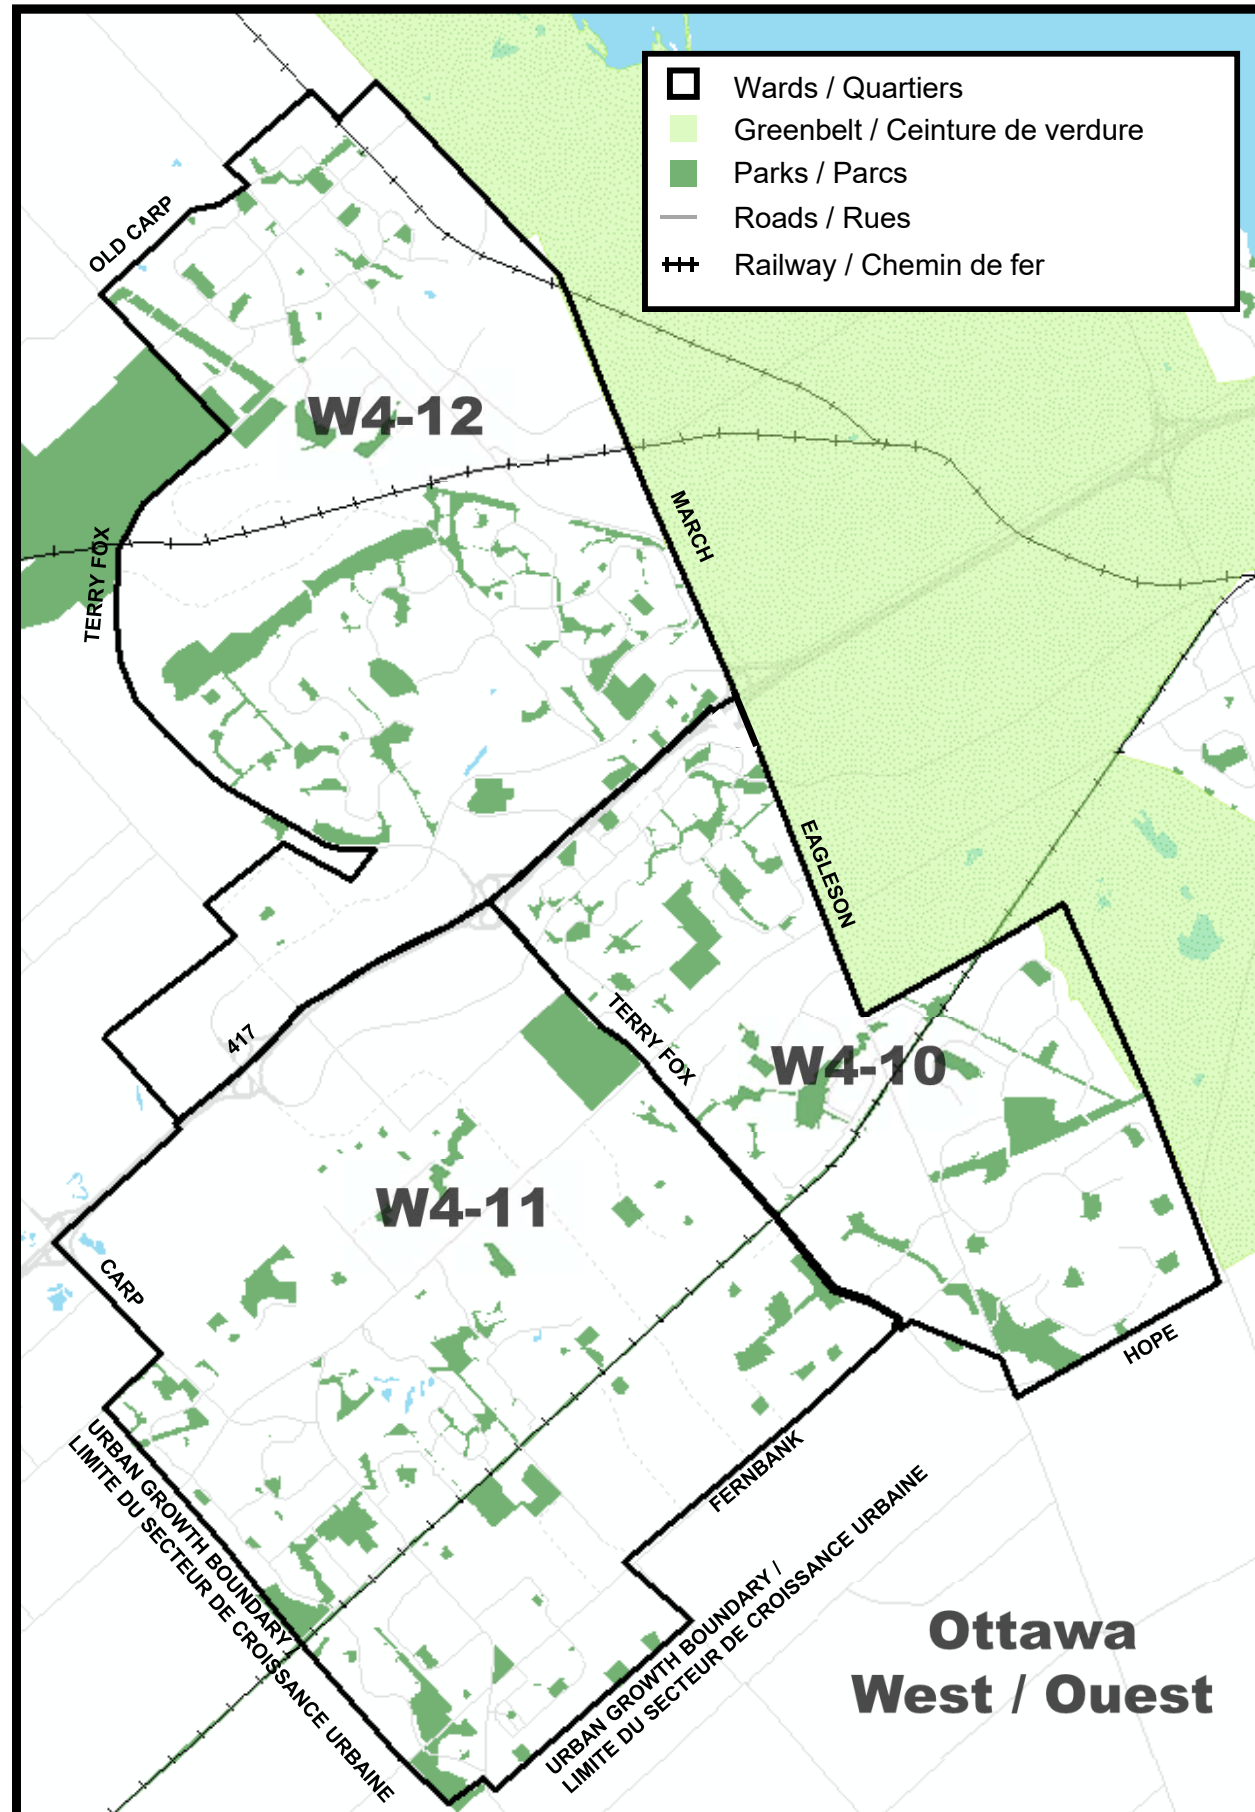 Wards / Quartiers
Greenbelt / Ceinture de verdure
Parks / Parcs
Roads / Rues
Railway / Chemin de fer
OLD CARP
W4-12
MARCH
TERRY FOX
EAGLESON
TERRY FOX
417
W4-10
W4-11
CARP
HOPE
FERNBANK
URBAN GROWTH BOUNDARY /
LIMITE DU SECTEUR DE CROISSANCE URBAINE
URBAN GROWTH BOUNDARY /
LIMITE DU SECTEUR DE CROISSANCE URBAINE
Ottawa
West / Ouest